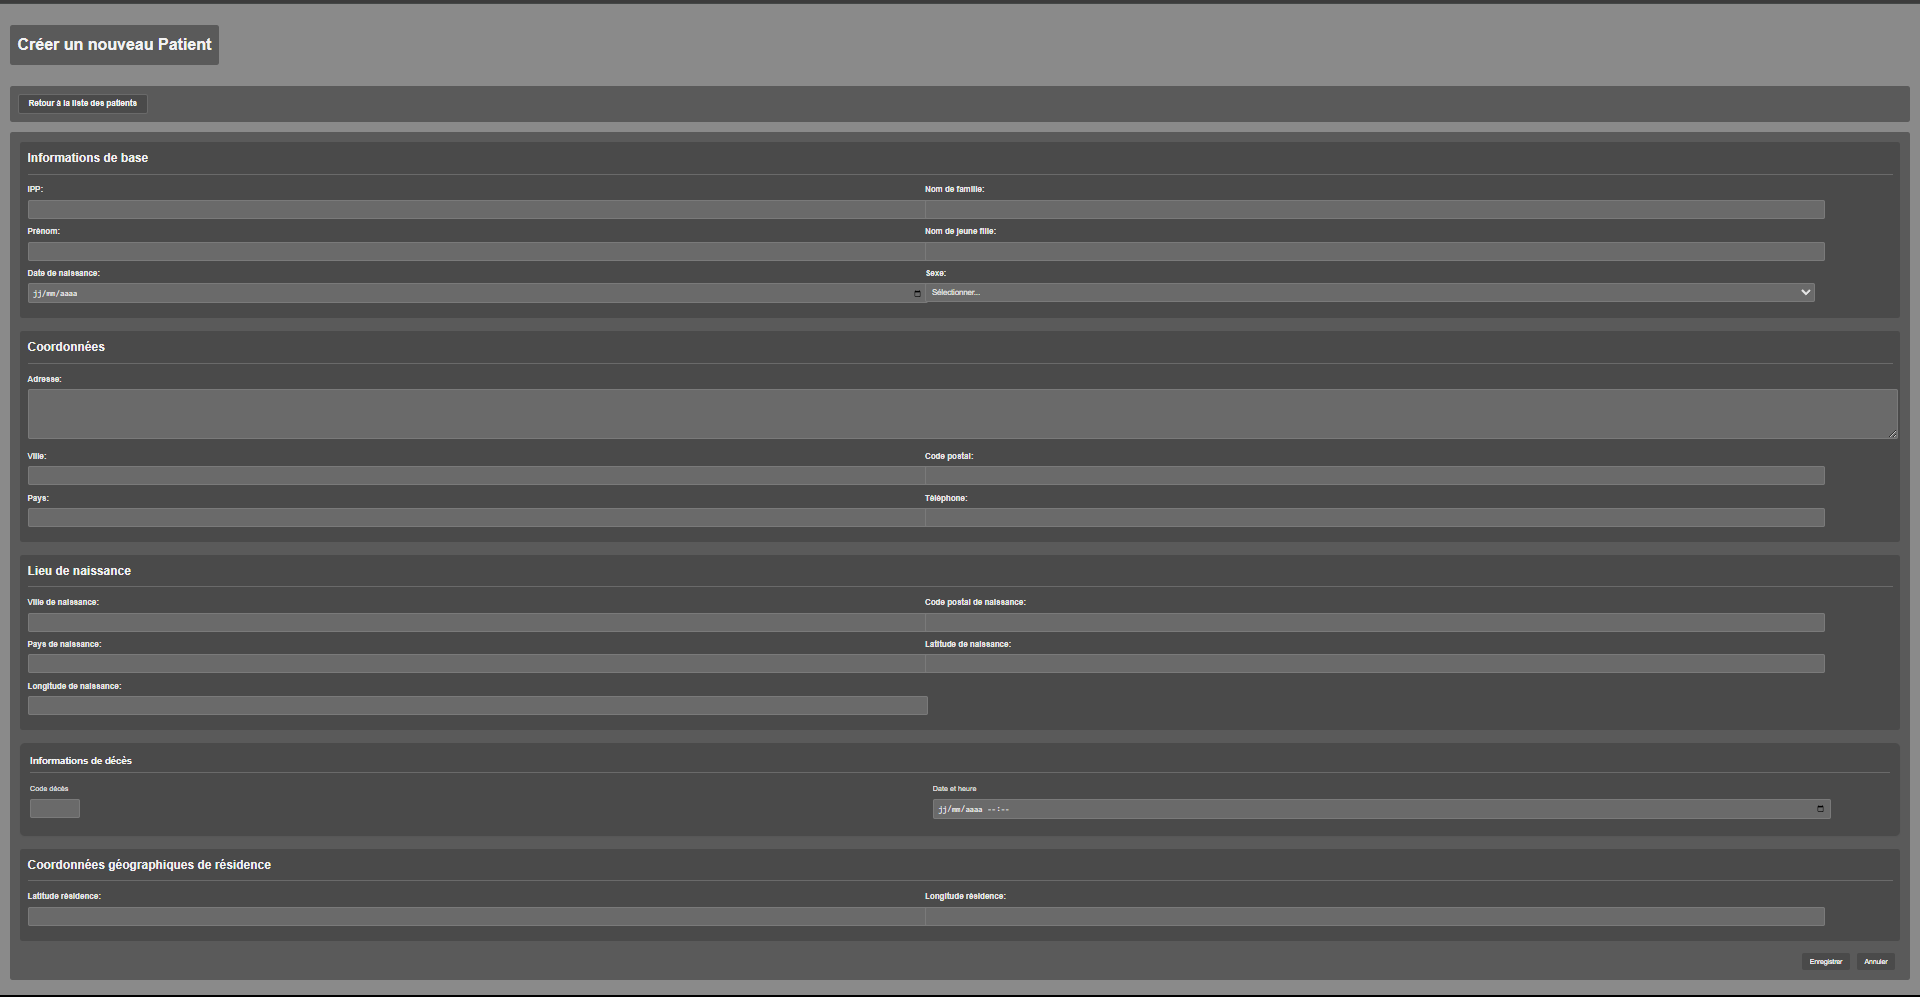 Créer un nouveau Patient
Retour à la liste des patients
Informations de base
IPP: Nom de famille:
Prénom: Nom de jeune fille:
Date de naissance: Sexe:
jj/mm/aaaa Sélectionner...
Coordonnées
Adresse:
Ville: Code postal:
Pays: Téléphone:
Lieu de naissance
Ville de naissance: Code postal de naissance:
Pays de naissance: Latitude de naissance:
Longitude de naissance:
Informations de décès
Code décès Date et heure
jj/mm/aaaa --:--
Coordonnées géographiques de résidence
Latitude résidence: Longitude résidence:
Enregistrer Annuler